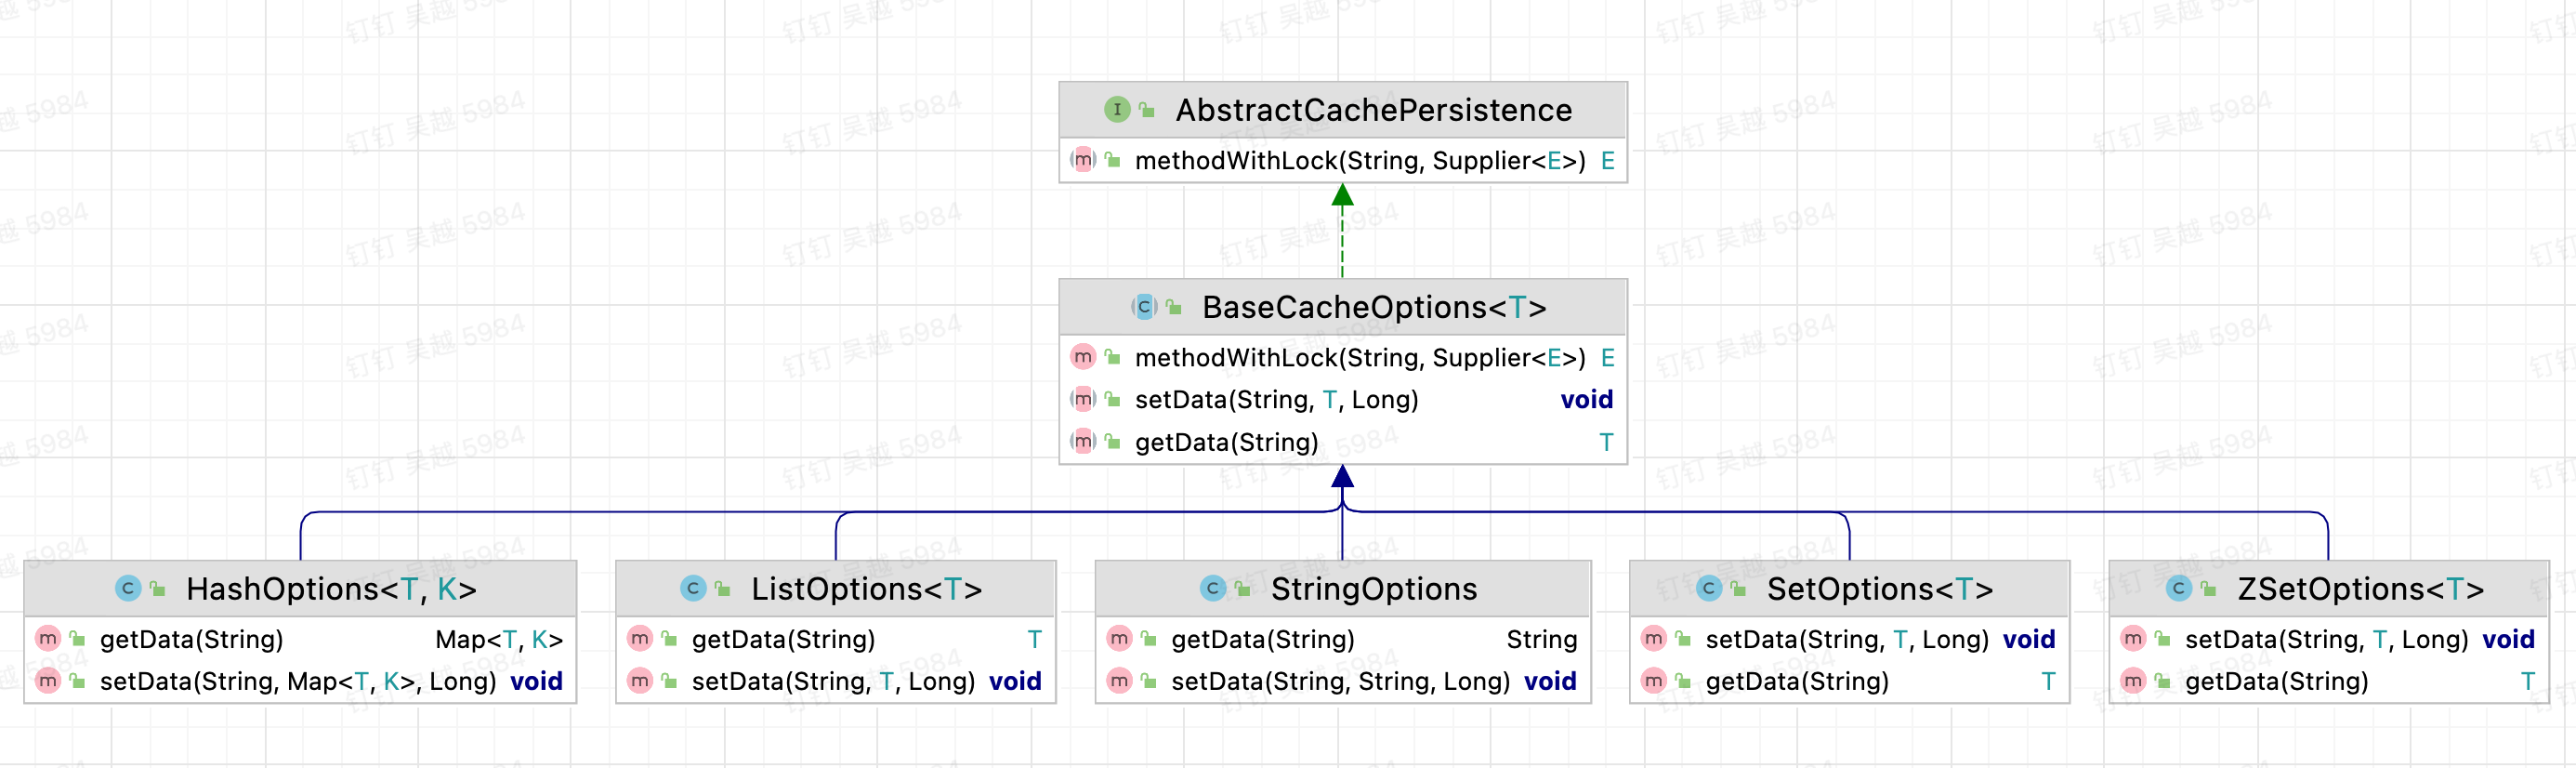 AbstractCachePersistence
methodWithLock(String, Supplier<E>) E
BaseCacheOptions<T>
methodWithLock(String, Supplier<E>) E
setData(String, T, Long) void
getData(String) T
HashOptions<T, K>
getData(String) Map<T, K>
setData(String, Map<T, K>, Long) void
ListOptions<T>
getData(String) T
setData(String, T, Long) void
StringOptions
getData(String) String
setData(String, String, Long) void
SetOptions<T>
setData(String, T, Long) void
getData(String) T
ZSetOptions<T>
setData(String, T, Long) void
getData(String) T
钉钉 吴越 5984